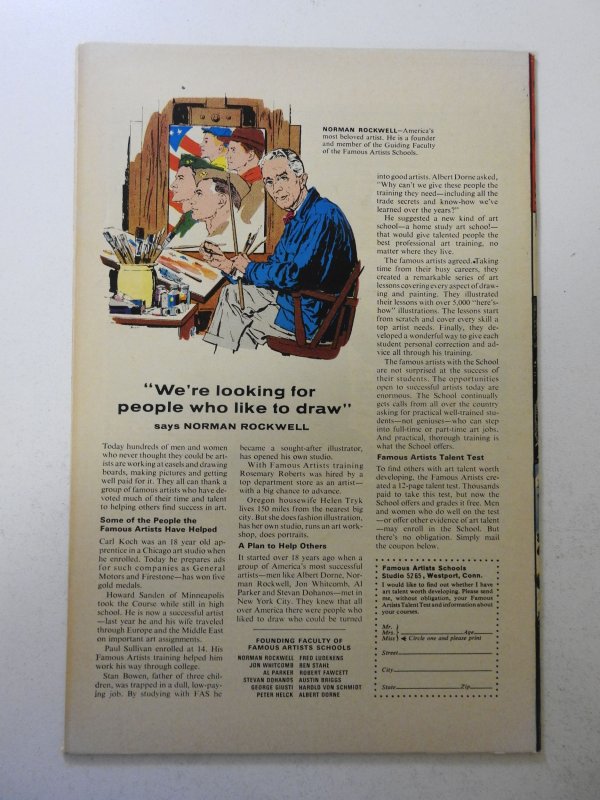 NORMAN ROCKWELL—America's
most beloved artist. He is a founder
and member of the Guiding Faculty
of the Famous Artists Schools.
"We're looking for
people who like to draw"
says NORMAN ROCKWELL
Today hundreds of men and women
who never thought they could be art-
ists are working at easels and drawing
boards, making pictures and getting
well paid for it. They all can thank a
group of famous artists who have de-
voted much of their time and talent
to helping others find success in art.
Some of the People the
Famous Artists Have Helped
Carl Koch was an 18 year old ap-
prentice in a Chicago art studio when
he enrolled. Today he prepares ads
for such companies as General
Motors and Firestone—has won five
gold medals.
Howard Sanden of Minneapolis
took the Course while still in high
school. He is now a successful artist
—last year he and his wife traveled
through Europe and the Middle East
on important art assignments.
Paul Sullivan enrolled at 14. His
Famous Artists training helped him
work his way through college.
Stan Bowen, father of three chil-
dren, was trapped in a dull, low-pay-
ing job. By studying with FAS he
became a sought-after illustrator,
has opened his own studio.
With Famous Artists training
Rosemary Roberts was hired by a
top department store as an artist—
with a big chance to advance.
Oregon housewife Helen Tryk
lives 150 miles from the nearest big
city. But she does fashion illustration,
has her own studio, runs an art work-
shop, does portraits.
A Plan to Help Others
It started over 18 years ago when a
group of America's most successful
artists—men like Albert Dorne, Nor-
man Rockwell, Jon Whitcomb, Al
Parker and Stevan Dohanos—met in
New York City. They knew that all
over America there were people who
liked to draw who could be turned
FOUNDING FACULTY OF
FAMOUS ARTISTS SCHOOLS
NORMAN ROCKWELL FRED LUDEKENS
JON WHITCOMB BEN STAHL
AL PARKER ROBERT FAWCETT
STEVAN DOHANOS AUSTIN BRIGGS
GEORGE GIUSTI HAROLD VON SCHMIDT
PETER HELCK ALBERT DORNE
into good artists. Albert Dorne asked,
"Why can't we give these people the
training they need—including all the
trade secrets and know-how we've
learned over the years?"
He suggested a new kind of art
school—a home study art school—
that would give talented people the
best professional art training, no
matter where they live.
The famous artists agreed. Taking
time from their busy careers, they
created a remarkable series of art
lessons covering every aspect of draw-
ing and painting. They illustrated
their lessons with over 5,000 "here's-
how" illustrations. The lessons start
from scratch and cover every skill a
top artist needs. Finally, they de-
veloped a wonderful way to give each
student personal correction and ad-
vice all through his training.
The famous artists with the School
are not surprised at the success of
their students. The opportunities
open to successful artists today are
enormous. The School continually
gets calls from all over the country
asking for practical well-trained stu-
dents—not geniuses—who can step
into full-time or part-time art jobs.
And practical, thorough training is
what the School offers.
Famous Artists Talent Test
To find others with art talent worth
developing, the Famous Artists cre-
ated a 12-page talent test. Thousands
paid to take this test, but now the
School offers and grades it free. Men
and women who do well on the test
—or offer other evidence of art talent
—may enroll in the School. But
there's no obligation. Simply mail
the coupon below.
Famous Artists Schools
Studio 5265, Westport, Conn.
I would like to find out whether I have
art talent worth developing. Please send
me, without obligation, your Famous
Artists Talent Test and information about
your courses.
Mr.
Mrs. Age
Miss Circle one and please print
Street
City
State Zip